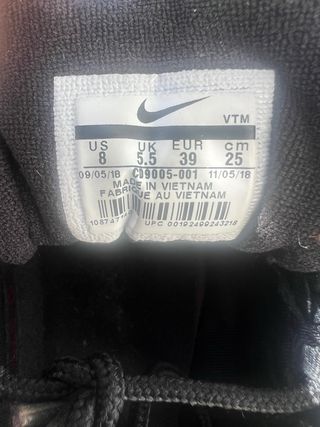 VTM
US UK EUR cm
8 5.5 39 25
09/05/18 CD9005-001 11/05/18
MADE IN VIETNAM
FABRIQUE AU VIETNAM
UPC 00192499243218